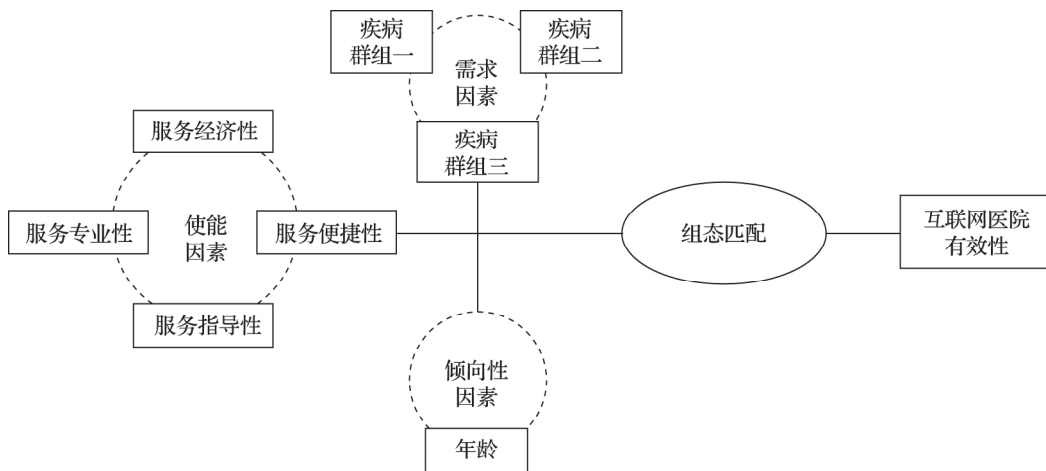 疾病
群组一
疾病
群组二
需求
因素
疾病
群组三
服务经济性
服务专业性
使能
因素
服务便捷性
服务指导性
组态匹配
互联网医院
有效性
倾向性
因素
年龄